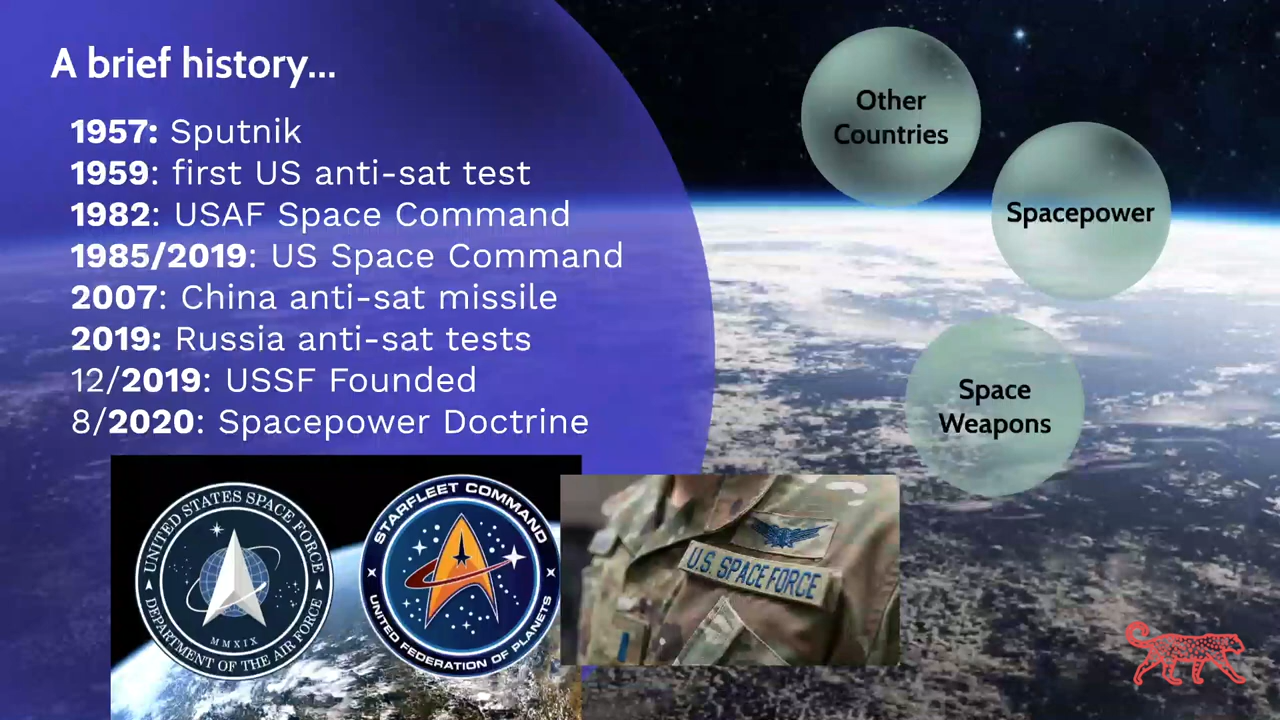 A brief history...
1957: Sputnik
1959: first US anti-sat test
1982: USAF Space Command
1985/2019: US Space Command
2007: China anti-sat missile
2019: Russia anti-sat tests
12/2019: USSF Founded
8/2020: Spacepower Doctrine
Other
Countries
Spacepower
Space
Weapons
UNITED STATES SPACE FORCE
MMXIX
DEPARTMENT OF THE AIR FORCE
STARFLEET COMMAND
UNITED FEDERATION OF PLANETS
U.S. SPACE FORCE